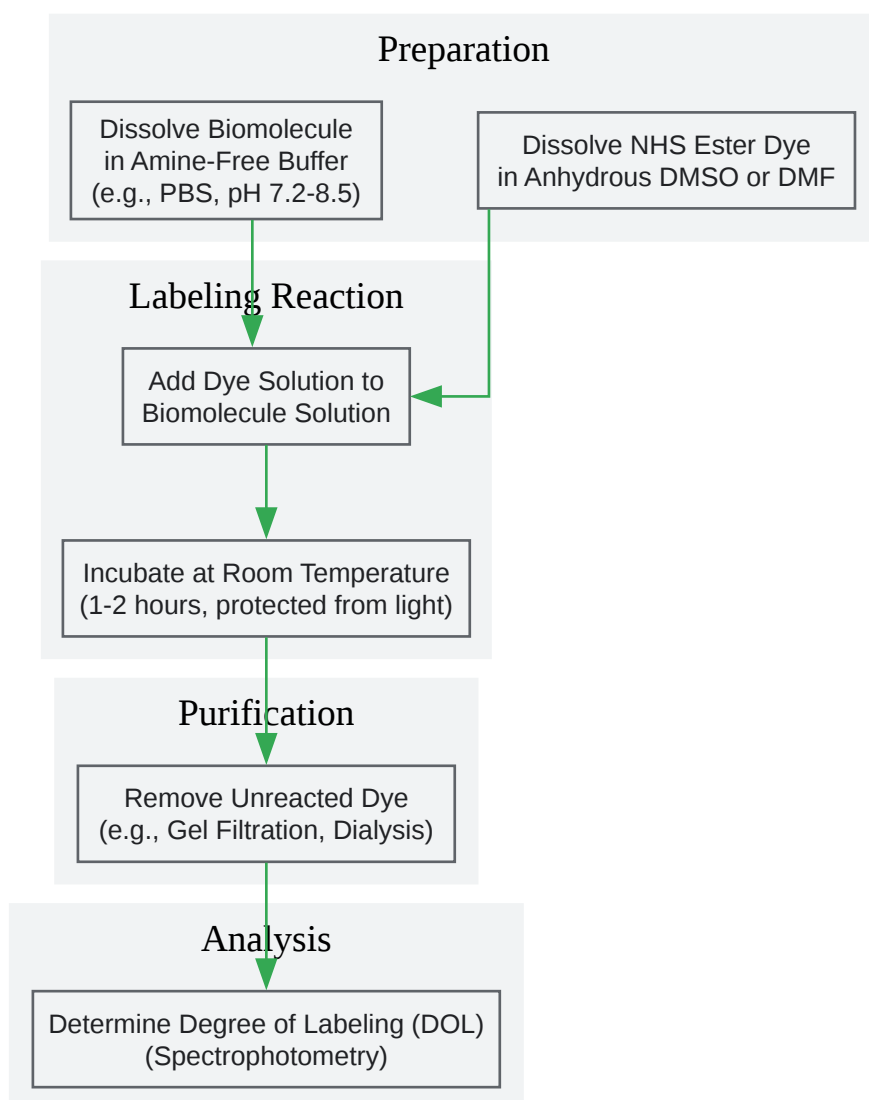 Preparation
Dissolve Biomolecule
in Amine-Free Buffer
(e.g., PBS, pH 7.2-8.5)
Dissolve NHS Ester Dye
in Anhydrous DMSO or DMF
Labeling Reaction
Add Dye Solution to
Biomolecule Solution
Incubate at Room Temperature
(1-2 hours, protected from light)
Purification
Remove Unreacted Dye
(e.g., Gel Filtration, Dialysis)
Analysis
Determine Degree of Labeling (DOL)
(Spectrophotometry)